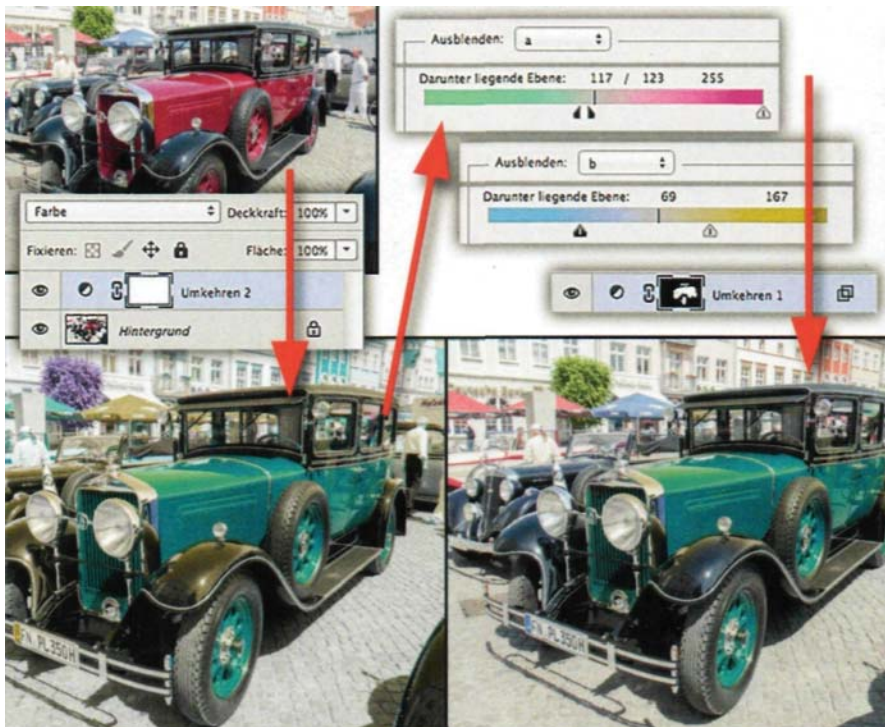 Ausblenden: a
Darunter liegende Ebene: 117 / 123 255
Ausblenden: b
Darunter liegende Ebene: 69 167
Farbe Deckkraft: 100%
Fixieren: Fläche: 100%
Umkehren 2
Hintergrund
Umkehren 1
FN PL 350H
FN PL 350H